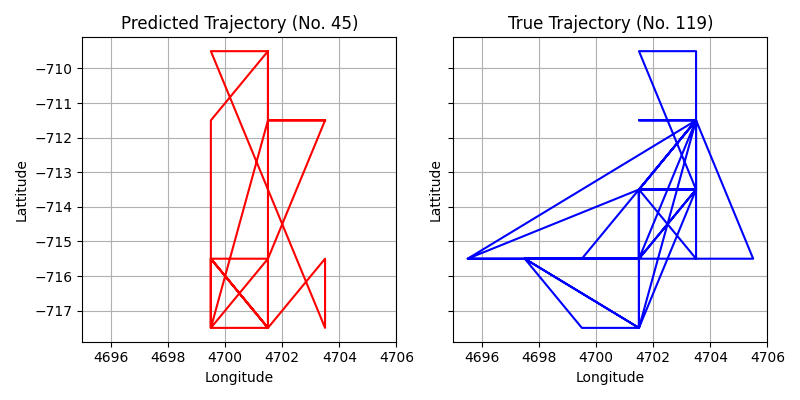 Predicted Trajectory (No. 45)
True Trajectory (No. 119)
Lattitude
−710
−711
−712
−713
−714
−715
−716
−717
4696 4698 4700 4702 4704 4706
Longitude
Lattitude
4696 4698 4700 4702 4704 4706
Longitude